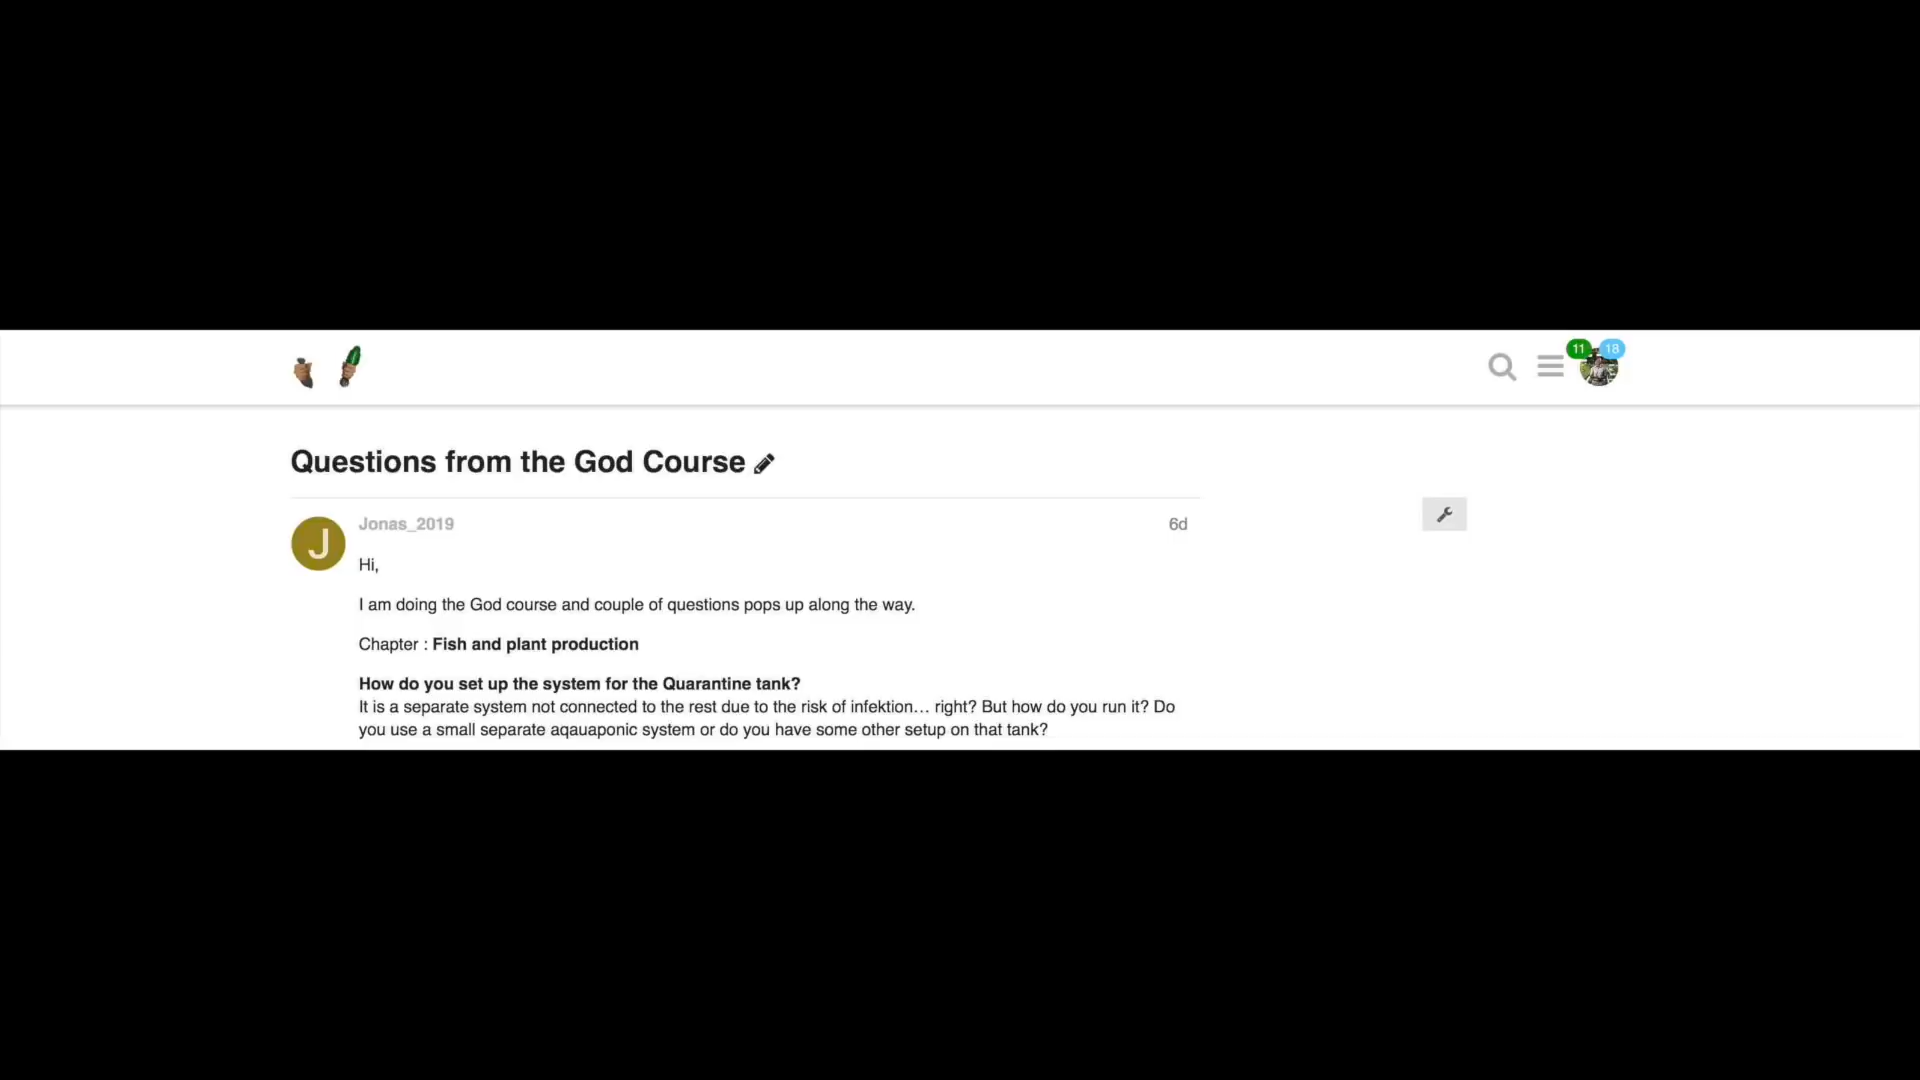 11 18
Questions from the God Course
J
Jonas_2019 6d
Hi,
I am doing the God course and couple of questions pops up along the way.
Chapter : Fish and plant production
How do you set up the system for the Quarantine tank?
It is a separate system not connected to the rest due to the risk of infektion... right? But how do you run it? Do
you use a small separate aqauaponic system or do you have some other setup on that tank?